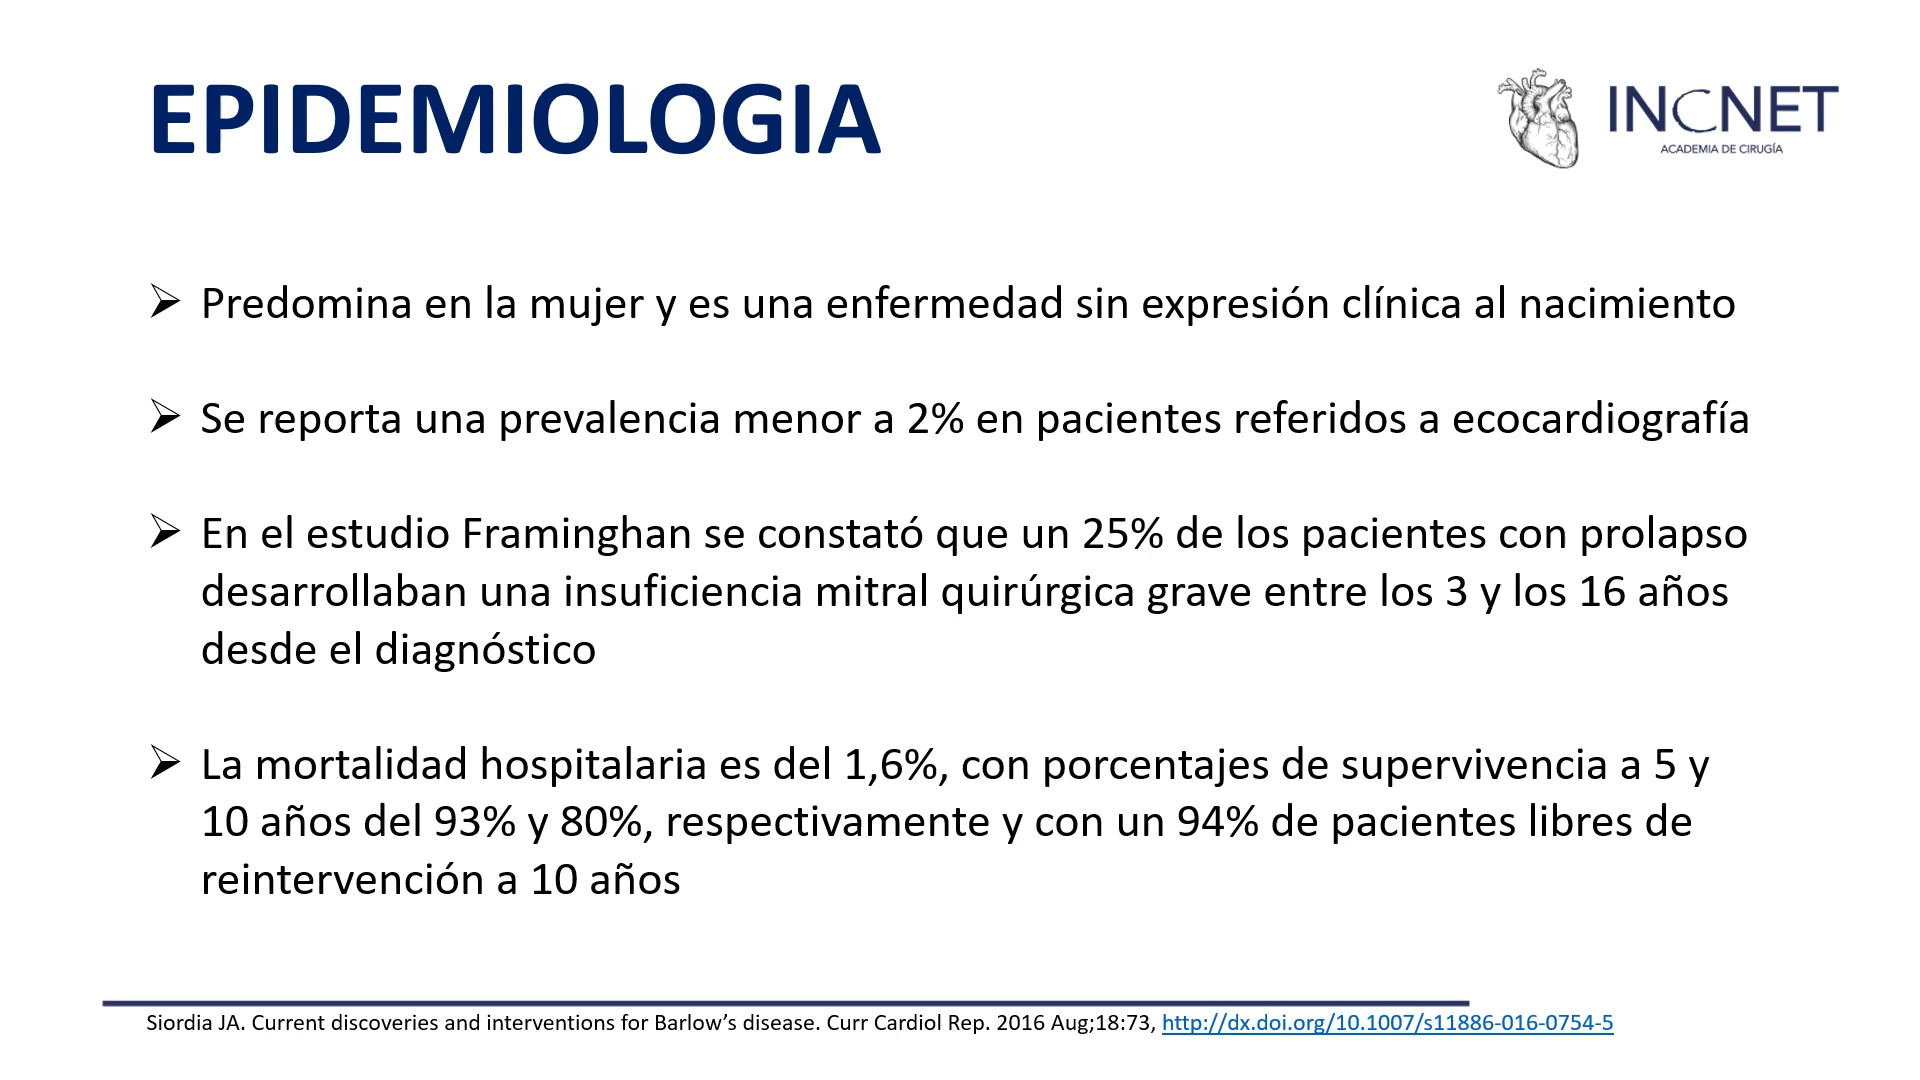 EPIDEMIOLOGIA
INCNET
ACADEMIA DE CIRUGÍA
➢ Predomina en la mujer y es una enfermedad sin expresión clínica al nacimiento
➢ Se reporta una prevalencia menor a 2% en pacientes referidos a ecocardiografía
➢ En el estudio Framinghan se constató que un 25% de los pacientes con prolapso
desarrollaban una insuficiencia mitral quirúrgica grave entre los 3 y los 16 años
desde el diagnóstico
➢ La mortalidad hospitalaria es del 1,6%, con porcentajes de supervivencia a 5 y
10 años del 93% y 80%, respectivamente y con un 94% de pacientes libres de
reintervención a 10 años
Siordia JA. Current discoveries and interventions for Barlow’s disease. Curr Cardiol Rep. 2016 Aug;18:73, http://dx.doi.org/10.1007/s11886-016-0754-5